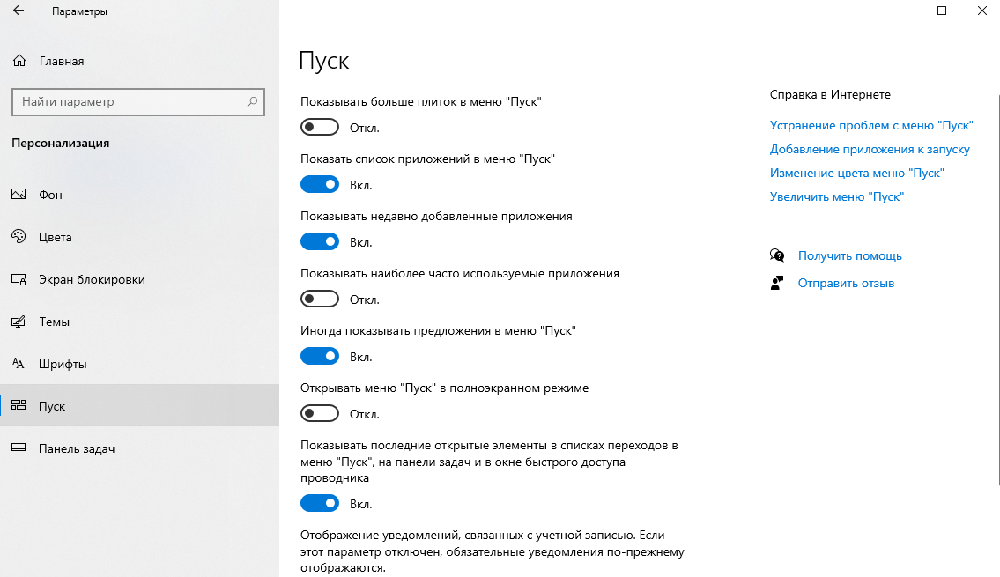 Параметры
Главная
Найти параметр
Персонализация
Фон
Цвета
Экран блокировки
Темы
Шрифты
Пуск
Панель задач
Пуск
Показывать больше плиток в меню "Пуск"
Откл.
Показать список приложений в меню "Пуск"
Вкл.
Показывать недавно добавленные приложения
Вкл.
Показывать наиболее часто используемые приложения
Откл.
Иногда показывать предложения в меню "Пуск"
Вкл.
Открывать меню "Пуск" в полноэкранном режиме
Откл.
Показывать последние открытые элементы в списках переходов в
меню "Пуск", на панели задач и в окне быстрого доступа
проводника
Вкл.
Отображение уведомлений, связанных с учетной записью. Если
этот параметр отключен, обязательные уведомления по-прежнему
отображаются.
Справка в Интернете
Устранение проблем с меню "Пуск"
Добавление приложения к запуску
Изменение цвета меню "Пуск"
Увеличить меню "Пуск"
Получить помощь
Отправить отзыв